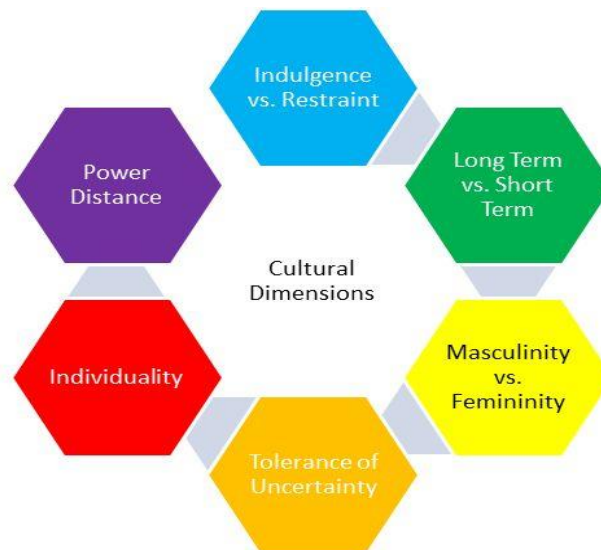 Indulgence
vs. Restraint
Long Term
vs. Short
Term
Masculinity
vs.
Femininity
Tolerance of
Uncertainty
Individuality
Power
Distance
Cultural
Dimensions